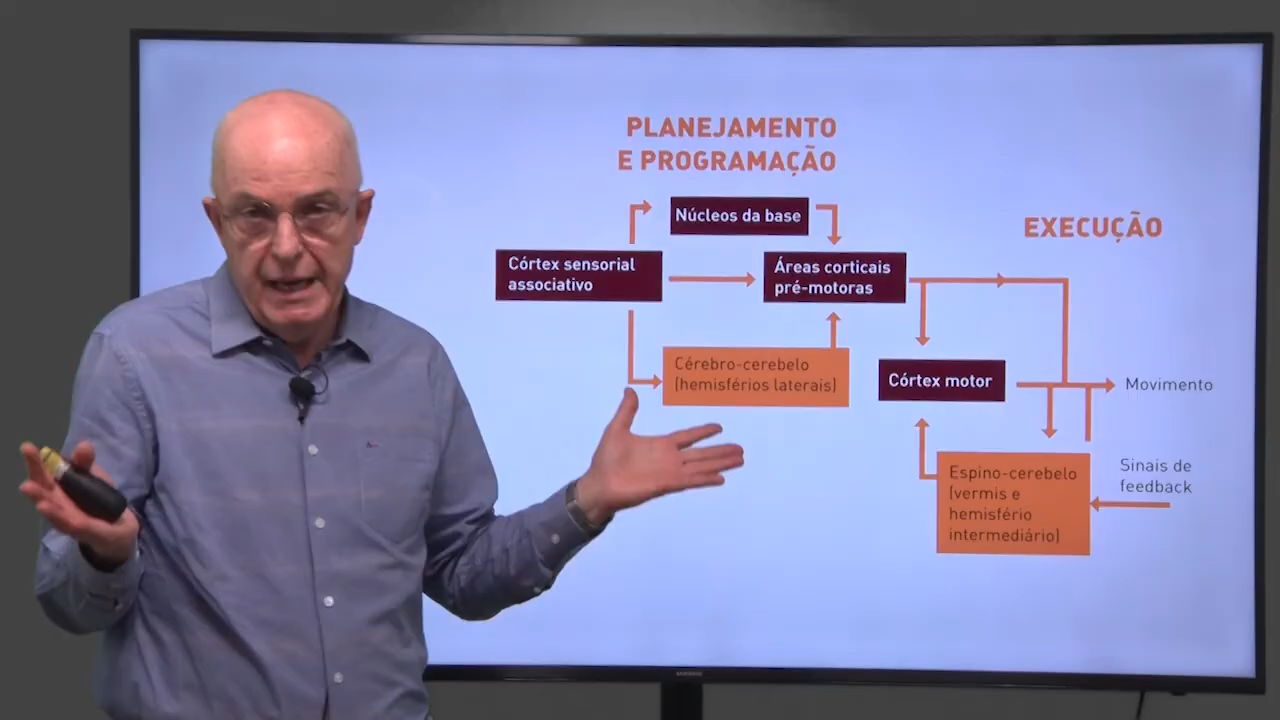 PLANEJAMENTO
E PROGRAMAÇÃO
Núcleos da base
EXECUÇÃO
Córtex sensorial
associativo
Áreas corticais
pré-motoras
Cérebro-cerebelo
(hemisférios laterais)
Córtex motor
Movimento
Espino-cerebelo
(vermis e
hemisfério
intermediário)
Sinais de
feedback
SAMSUNG